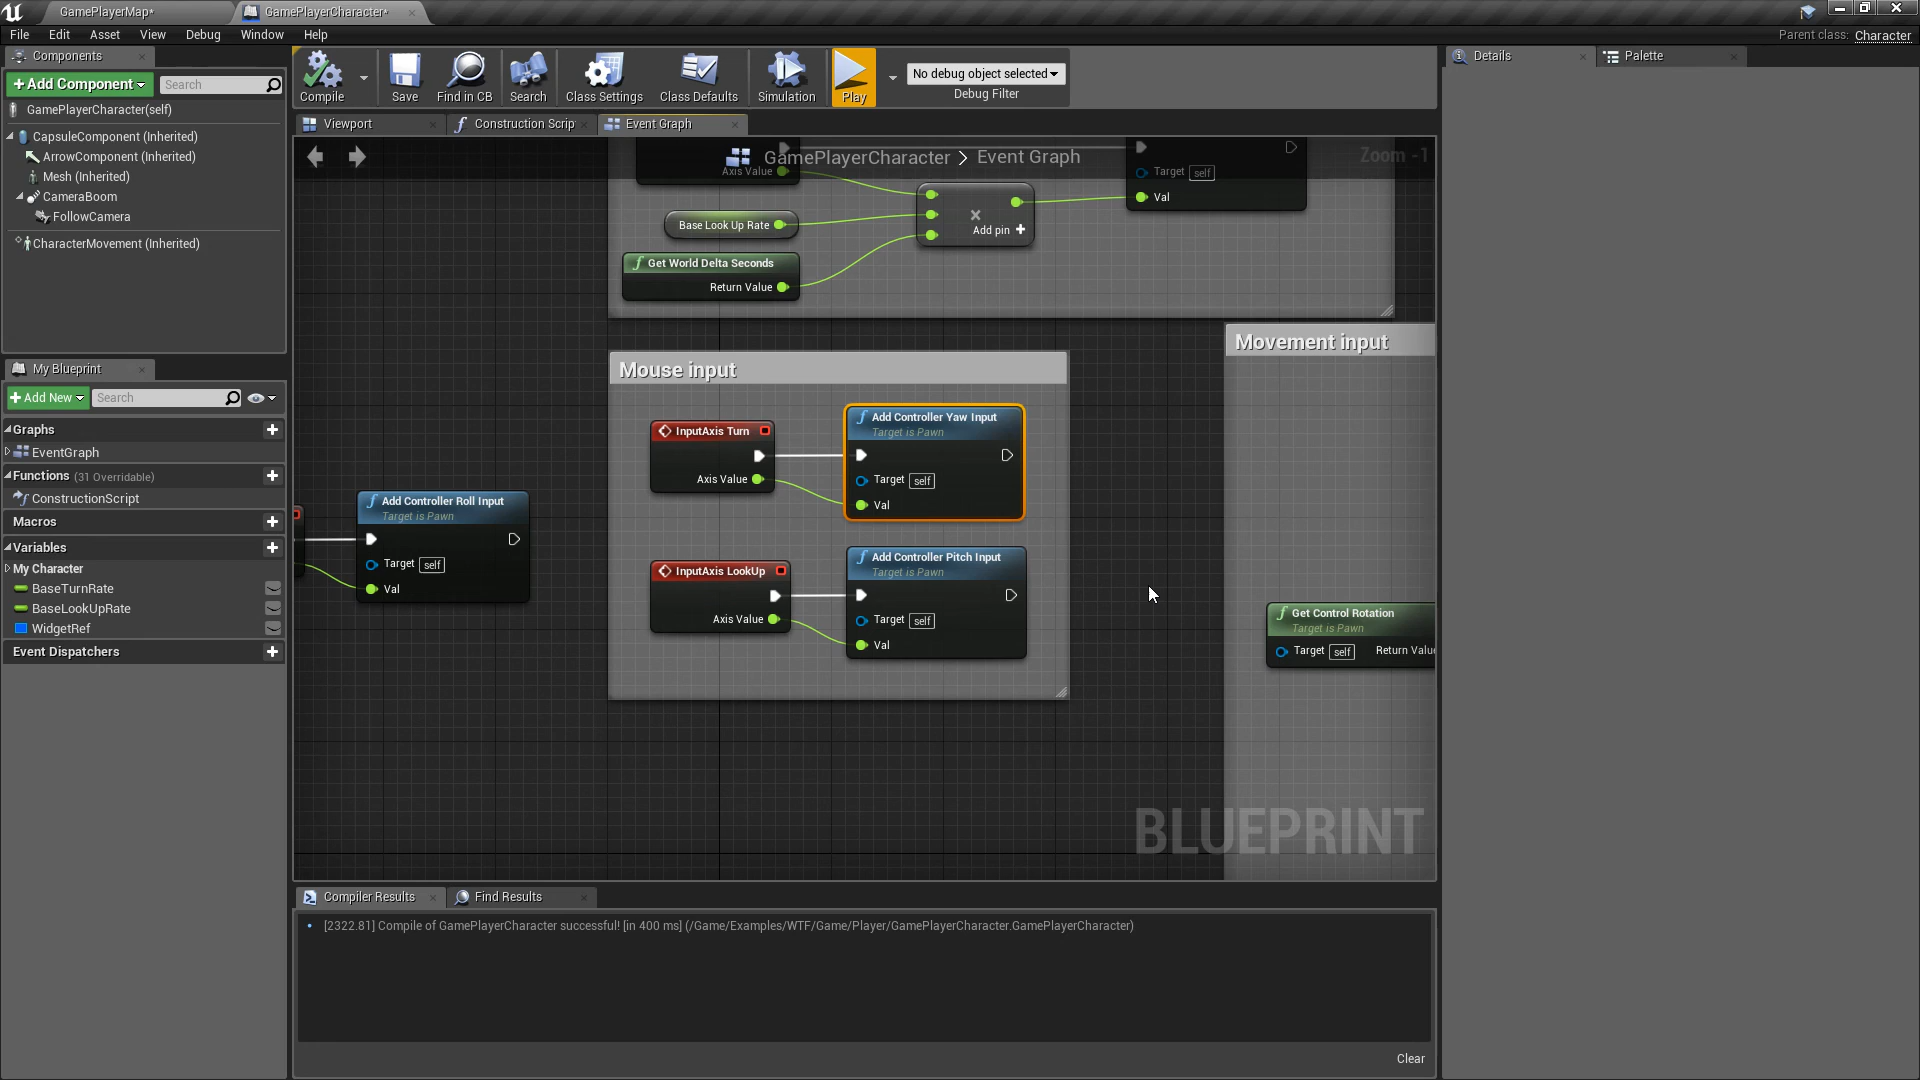 GamePlayerMap*
GamePlayerCharacter*
File Edit Asset View Debug Window Help
Parent class: Character
Components
+Add Component
Search
GamePlayerCharacter(self)
CapsuleComponent (Inherited)
ArrowComponent (Inherited)
Mesh (Inherited)
CameraBoom
FollowCamera
CharacterMovement (Inherited)
My Blueprint
+Add New
Search
Graphs
EventGraph
Functions (31 Overridable)
ConstructionScript
Macros
Variables
My Character
BaseTurnRate
BaseLookUpRate
WidgetRef
Event Dispatchers
Compile
Save
Find in CB
Search
Class Settings
Class Defaults
Simulation
Play
No debug object selected
Debug Filter
Viewport
Construction Scrip
Event Graph
GamePlayerCharacter > Event Graph
Zoom -1
Axis Value
Target self
Val
Base Look Up Rate
Add pin +
Get World Delta Seconds
Return Value
Mouse input
InputAxis Turn
Axis Value
Add Controller Yaw Input
Target is Pawn
Target self
Val
InputAxis LookUp
Axis Value
Add Controller Pitch Input
Target is Pawn
Target self
Val
Add Controller Roll Input
Target is Pawn
Target self
Val
Movement input
Get Control Rotation
Target is Pawn
Target self Return Value
BLUEPRINT
Compiler Results
Find Results
[2322.81] Compile of GamePlayerCharacter successful! [in 400 ms] (/Game/Examples/WTF/Game/Player/GamePlayerCharacter.GamePlayerCharacter)
Clear
Details
Palette